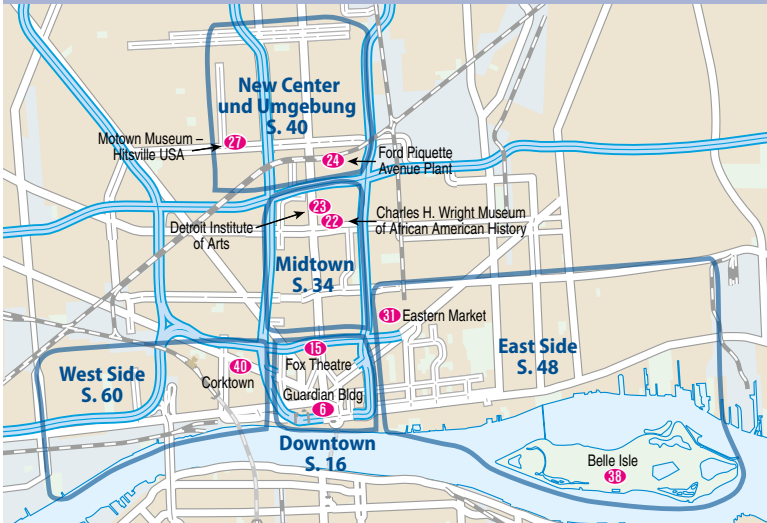 New Center
und Umgebung
S. 40
Motown Museum –
Hitsville USA
27
24
Ford Piquette
Avenue Plant
23
22
Charles H. Wright Museum
of African American History
Detroit Institute
of Arts
Midtown
S. 34
31 Eastern Market
15
Fox Theatre
East Side
S. 48
West Side
S. 60
40
Corktown
Guardian Bldg
6
Downtown
S. 16
Belle Isle
38